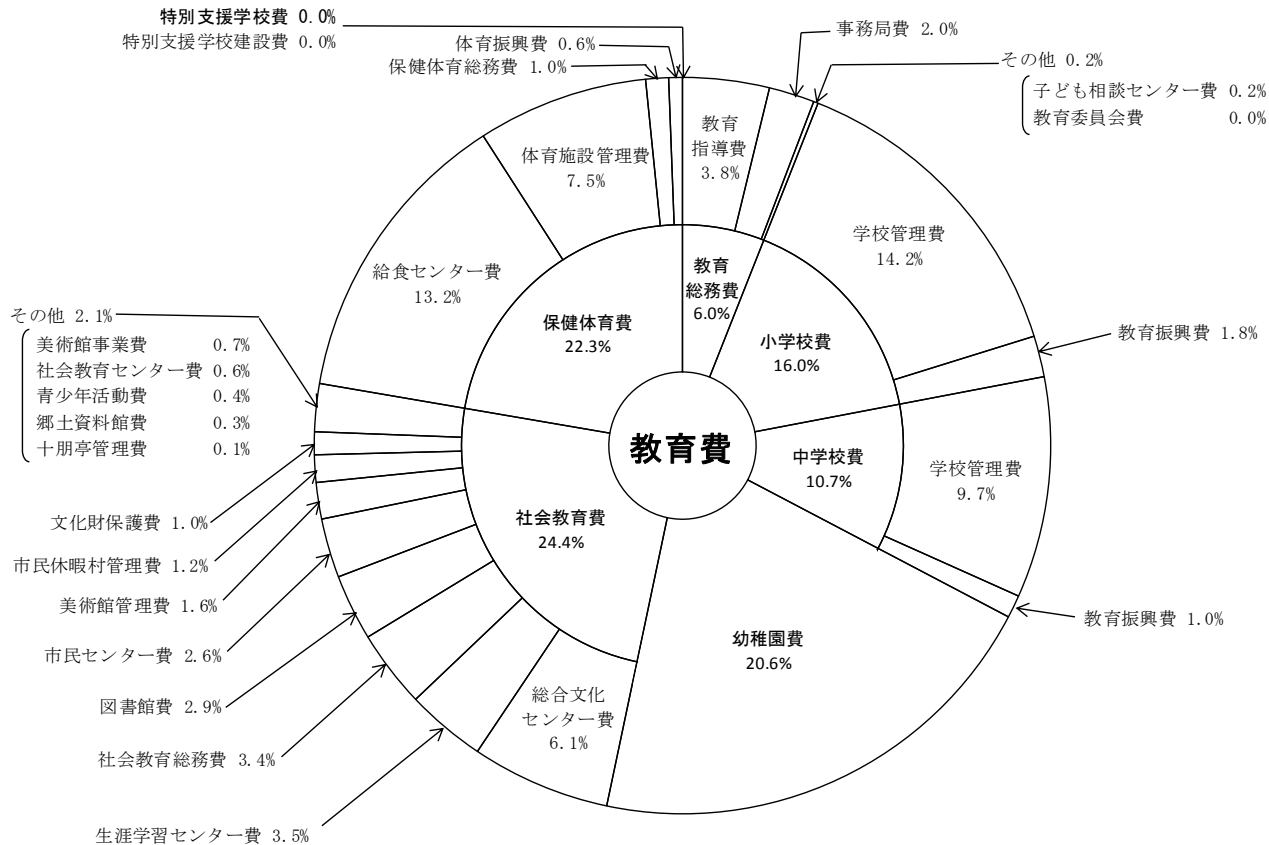 特別支援学校費 0.0%
特別支援学校建設費 0.0%
体育振興費 0.6%
保健体育総務費 1.0%
事務局費 2.0%
その他 0.2%
子ども相談センター費 0.2%
教育委員会費 0.0%
教育
指導費
3.8%
体育施設管理費
7.5%
学校管理費
14.2%
給食センター費
13.2%
教育
総務費
6.0%
保健体育費
22.3%
小学校費
16.0%
教育振興費 1.8%
その他 2.1%
美術館事業費 0.7%
社会教育センター費 0.6%
青少年活動費 0.4%
郷土資料館費 0.3%
十朋亭管理費 0.1%
教育費
中学校費
10.7%
学校管理費
9.7%
社会教育費
24.4%
文化財保護費 1.0%
市民休暇村管理費 1.2%
美術館管理費 1.6%
市民センター費 2.6%
図書館費 2.9%
社会教育総務費 3.4%
生涯学習センター費 3.5%
総合文化
センター費
6.1%
幼稚園費
20.6%
教育振興費 1.0%